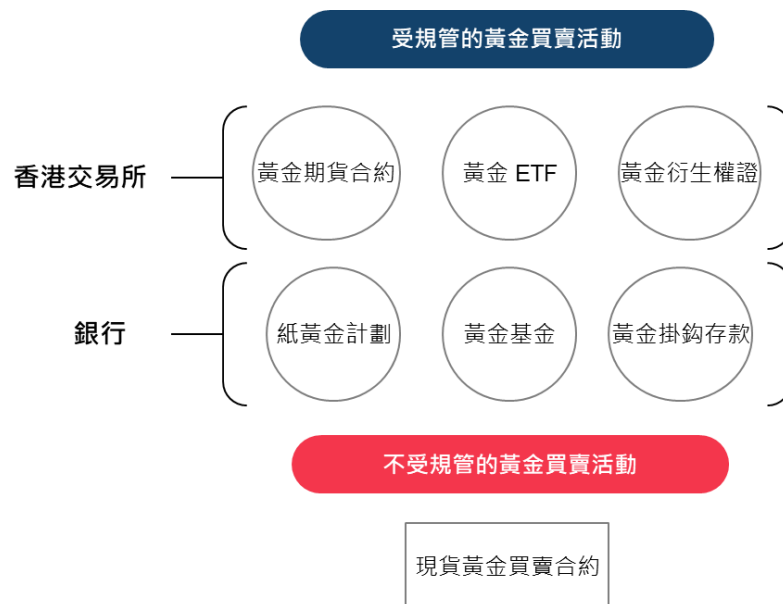 受規管的黃金買賣活動
香港交易所
黃金期貨合約
黃金 ETF
黃金衍生權證
銀行
紙黃金計劃
黃金基金
黃金掛鈎存款
不受規管的黃金買賣活動
現貨黃金買賣合約